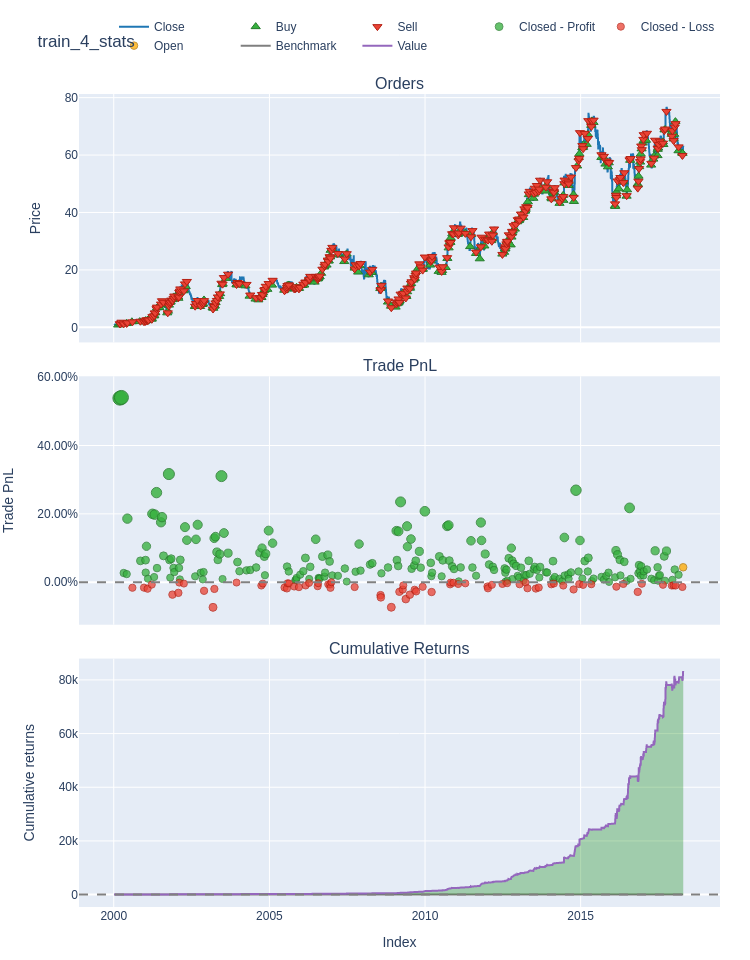 train_4_stats
Close
Buy
Sell
Closed - Profit
Closed - Loss
Open
Benchmark
Value
Orders
80
60
40
20
0
Price
Trade PnL
60.00%
40.00%
20.00%
0.00%
Trade PnL
Cumulative Returns
80k
60k
40k
20k
0
Cumulative returns
2000
2005
2010
2015
Index